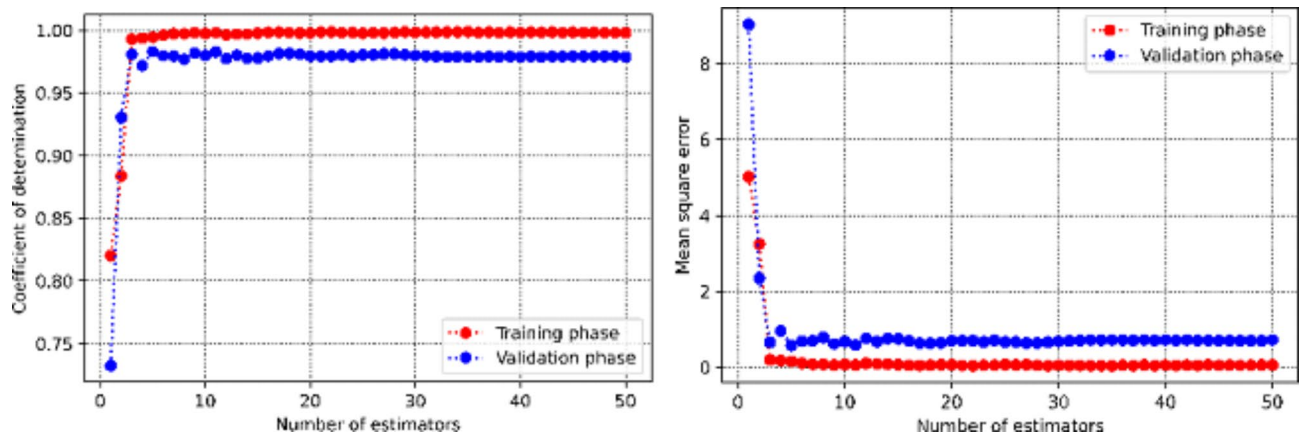 1.00
0.95
0.90
0.85
0.80
0.75
Coefficient of determination
Training phase
Validation phase
0 10 20 30 40 50
Number of estimators
8
6
4
2
0
Mean square error
Training phase
Validation phase
0 10 20 30 40 50
Number of estimators